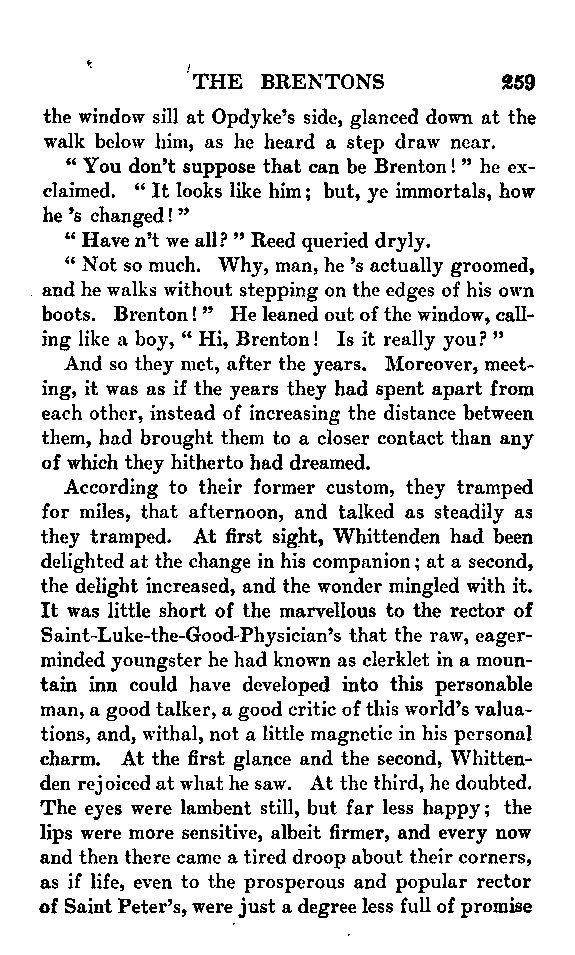 THE BRENTONS 259
the window sill at Opdyke's side, glanced down at the
walk below him, as he heard a step draw near.
" You don't suppose that can be Brenton! " he ex-
claimed. " It looks like him; but, ye immortals, how
he 's changed! "
" Have n't we all? " Reed queried dryly.
" Not so much. Why, man, he 's actually groomed,
and he walks without stepping on the edges of his own
boots. Brenton! " He leaned out of the window, call-
ing like a boy, " Hi, Brenton! Is it really you? "
And so they met, after the years. Moreover, meet-
ing, it was as if the years they had spent apart from
each other, instead of increasing the distance between
them, had brought them to a closer contact than any
of which they hitherto had dreamed.
According to their former custom, they tramped
for miles, that afternoon, and talked as steadily as
they tramped. At first sight, Whittenden had been
delighted at the change in his companion; at a second,
the delight increased, and the wonder mingled with it.
It was little short of the marvellous to the rector of
Saint-Luke-the-Good-Physician's that the raw, eager-
minded youngster he had known as clerklet in a moun-
tain inn could have developed into this personable
man, a good talker, a good critic of this world's valua-
tions, and, withal, not a little magnetic in his personal
charm. At the first glance and the second, Whitten-
den rejoiced at what he saw. At the third, he doubted.
The eyes were lambent still, but far less happy; the
lips were more sensitive, albeit firmer, and every now
and then there came a tired droop about their corners,
as if life, even to the prosperous and popular rector
of Saint Peter's, were just a degree less full of promise